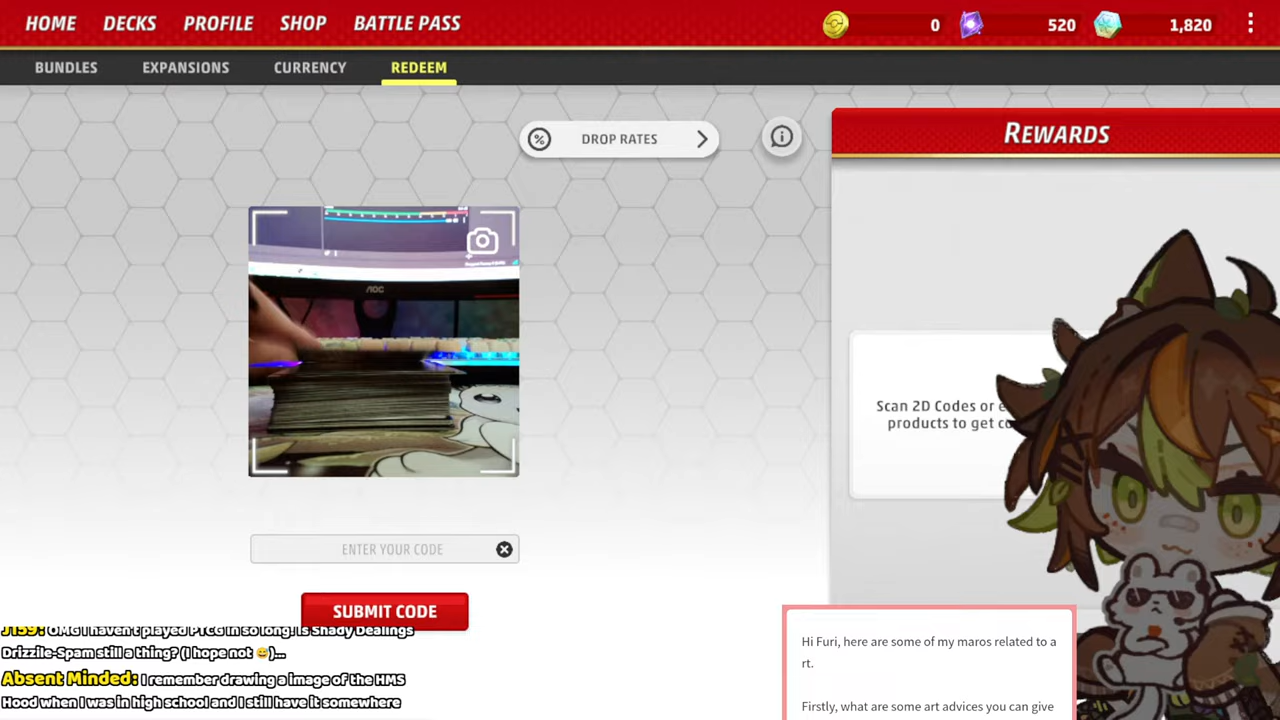 HOME DECKS PROFILE SHOP BATTLE PASS 0 520 1,820
BUNDLES EXPANSIONS CURRENCY REDEEM
% DROP RATES
REWARDS
AOC
Scan 2D Codes or e
products to get co
ENTER YOUR CODE
SUBMIT CODE
J159: OMG I haven't played PTCG in so long! Is Shady Dealings
Drizzile-Spam still a thing? (I hope not 😅)...
Absent Minded: I remember drawing a image of the HMS
Hood when I was in high school and I still have it somewhere
Hi Furi, here are some of my maros related to a
rt.
Firstly, what are some art advices you can give